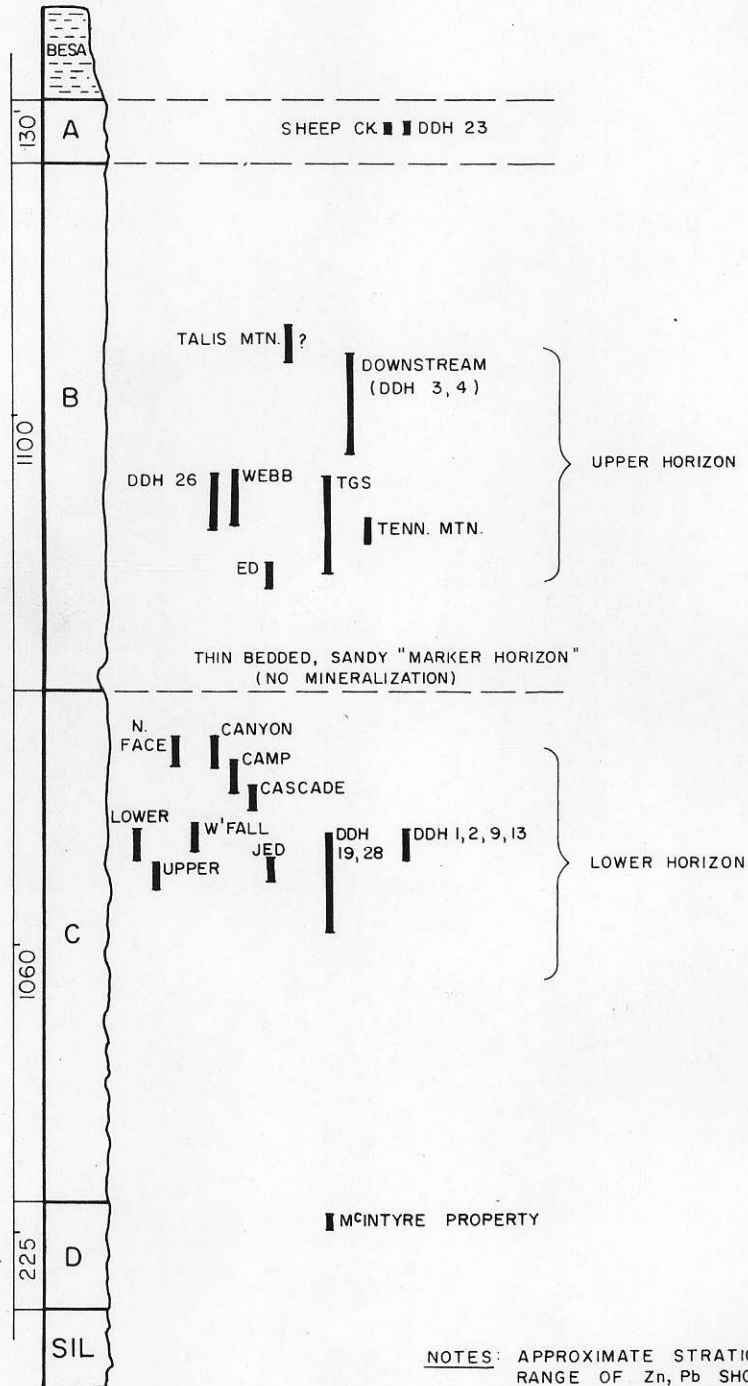 BESA
130'
A
SHEEP CK. DDH 23
TALIS MTN. ?
DOWNSTREAM
(DDH 3, 4)
B
1100'
UPPER HORIZON
DDH 26
WEBB
TGS
TENN. MTN.
ED
THIN BEDDED, SANDY "MARKER HORIZON"
(NO MINERALIZATION)
N.
FACE
CANYON
CAMP
CASCADE
LOWER
W'FALL
UPPER
JED
DDH
19, 28
DDH 1, 2, 9, 13
LOWER HORIZON
C
1060'
McINTYRE PROPERTY
225'
D
SIL
NOTES: APPROXIMATE
RANGE OF Zn, Pb